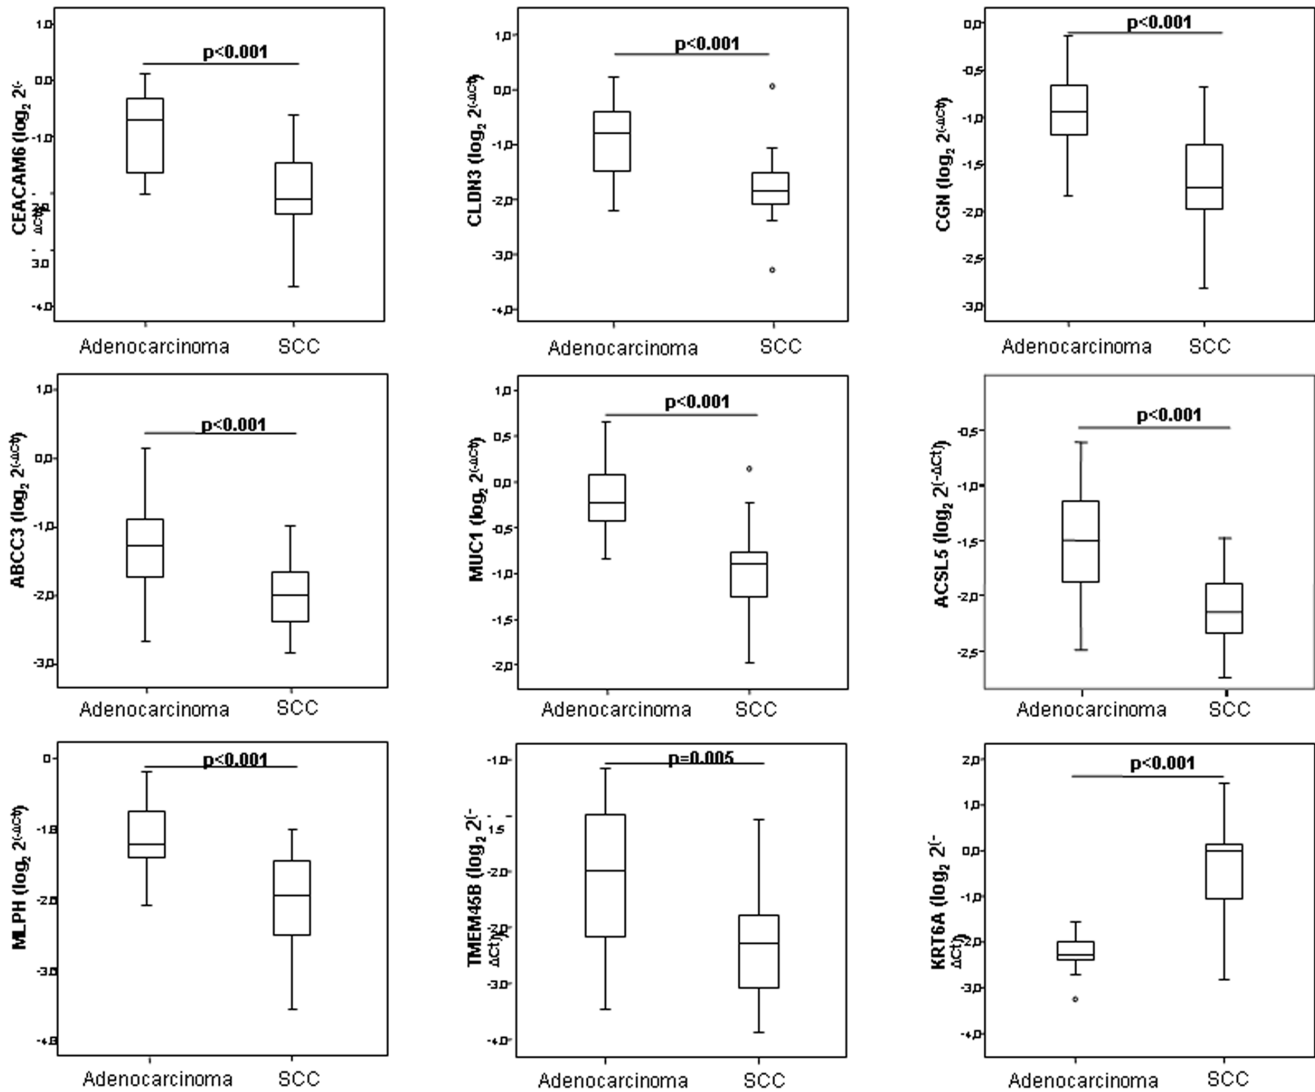 CEACAM6 (log₂ 2(-
ΔCt)
1,0
0,0
-1,0
-
2,0
-
3,0
-4,0
p<0.001
Adenocarcinoma SCC
CLDN3 (log₂ 2(-ΔCt)
1,0
0,0
-1,0
-2,0
-3,0
-4,0
p<0.001
Adenocarcinoma SCC
CGN (log₂ 2(-ΔCt)
0,0
-0,5
-1,0
-1,5
-2,0
-2,5
-3,0
p<0.001
Adenocarcinoma SCC
ABCC3 (log₂ 2(-ΔCt)
1,0
0,0
-1,0
-2,0
-3,0
p<0.001
Adenocarcinoma SCC
MUC1 (log₂ 2(-ΔCt)
1,0
0,5
0,0
-0,5
-1,0
-1,5
-2,0
p<0.001
Adenocarcinoma SCC
ACSL5 (log₂ 2(-ΔCt)
-0,5
-1,0
-1,5
-2,0
-2,5
p<0.001
Adenocarcinoma SCC
MLPH (log₂ 2(-ΔCt)
0
p<0.001
Adenocarcinoma SCC
TMEM45B (log₂ 2(-
ΔCt)
-1,0
-2,0
-3,0
-4,0
p=0.005
Adenocarcinoma SCC
KRT6A (log₂ 2(-
ΔCt)
2,0
1,0
0,0
-1,0
-2,0
-3,0
-4,0
p<0.001
Adenocarcinoma SCC